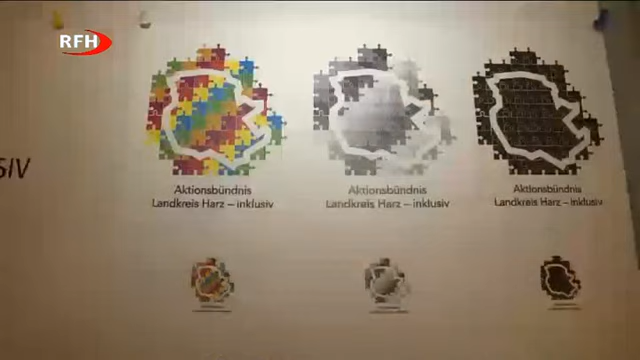 RFH
SIV
Aktionsbündnis
Landkreis Harz – inklusiv
Aktionsbündnis
Landkreis Harz – inklusiv
Aktionsbündnis
Landkreis Harz – inklusiv